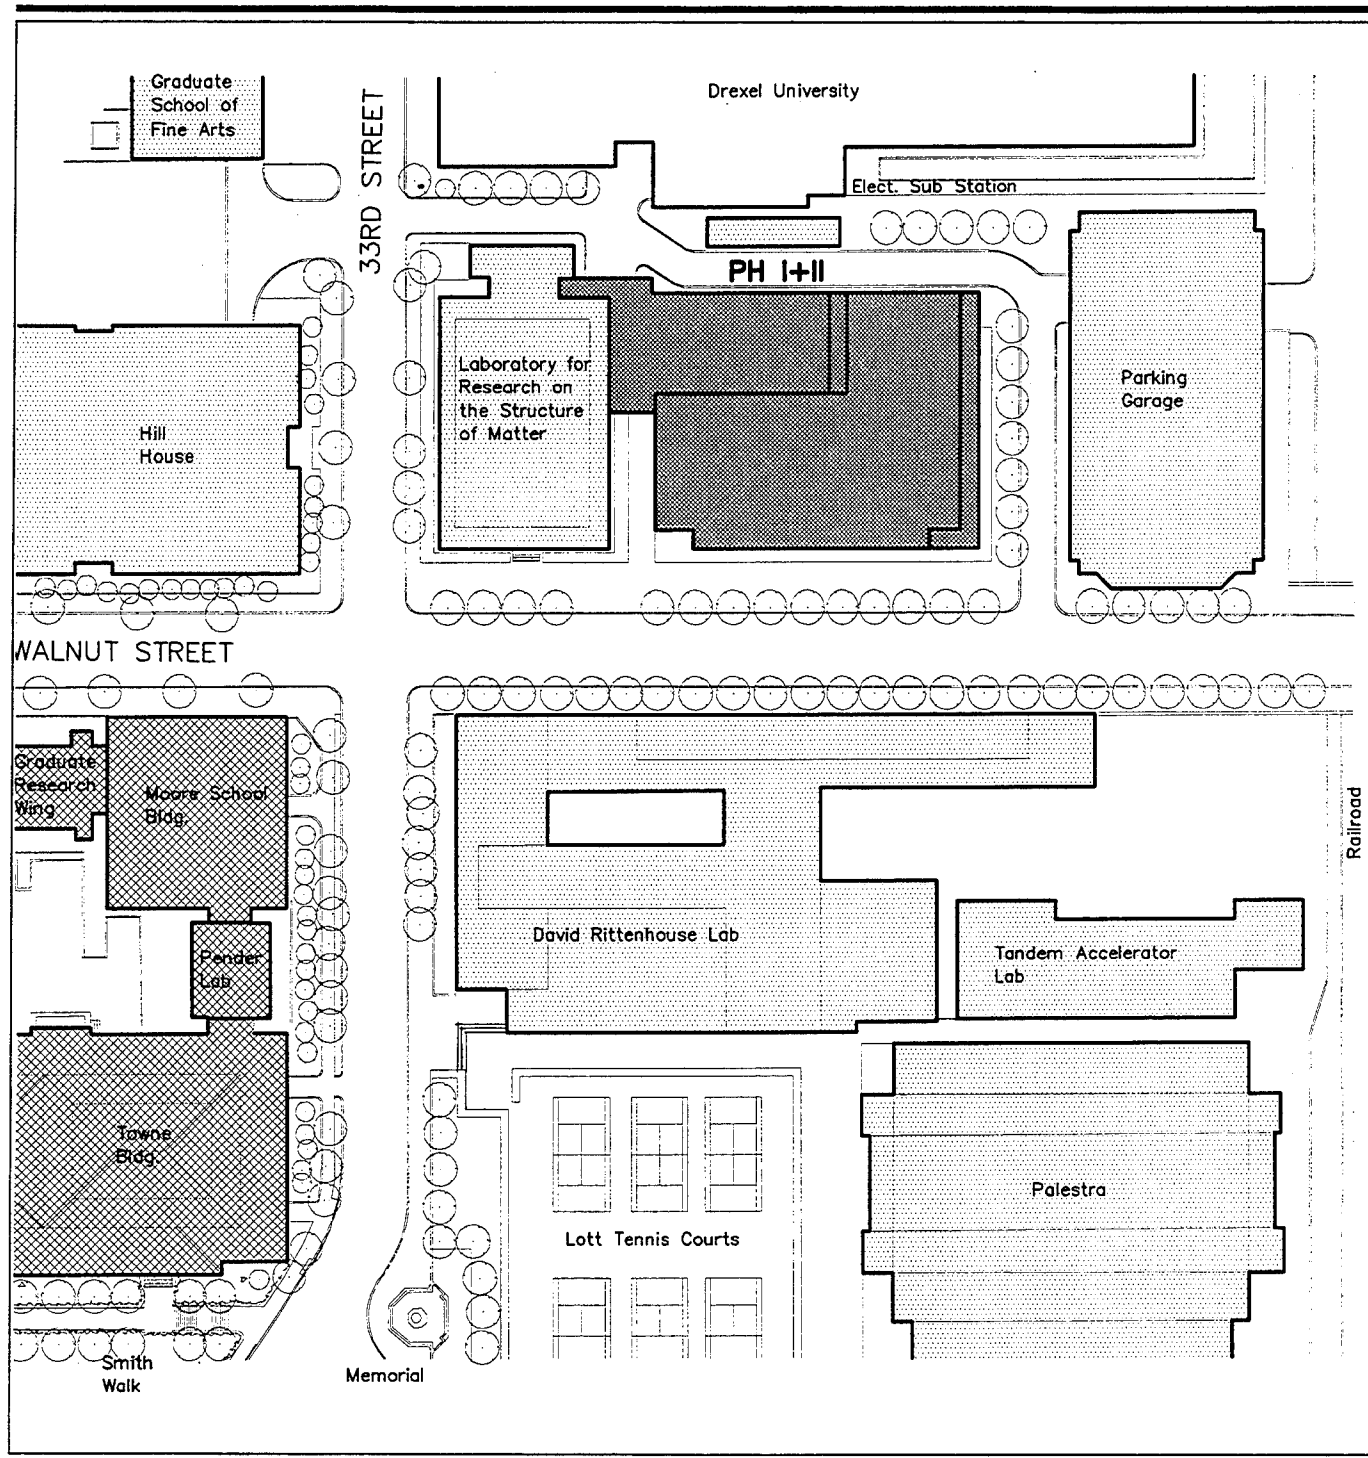 Graduate
School of
Fine Arts
33RD STREET
Drexel University
Elect. Sub Station
PH I+II
Laboratory for
Research on
the Structure
of Matter
Parking
Garage
Hill
House
WALNUT STREET
Graduate
Research
Wing
Moore School
Bldg.
Railroad
David Rittenhouse Lab
Tandem Accelerator
Lab
Pender
Lab
Towne
Bldg.
Palestra
Lott Tennis Courts
Smith
Walk
Memorial